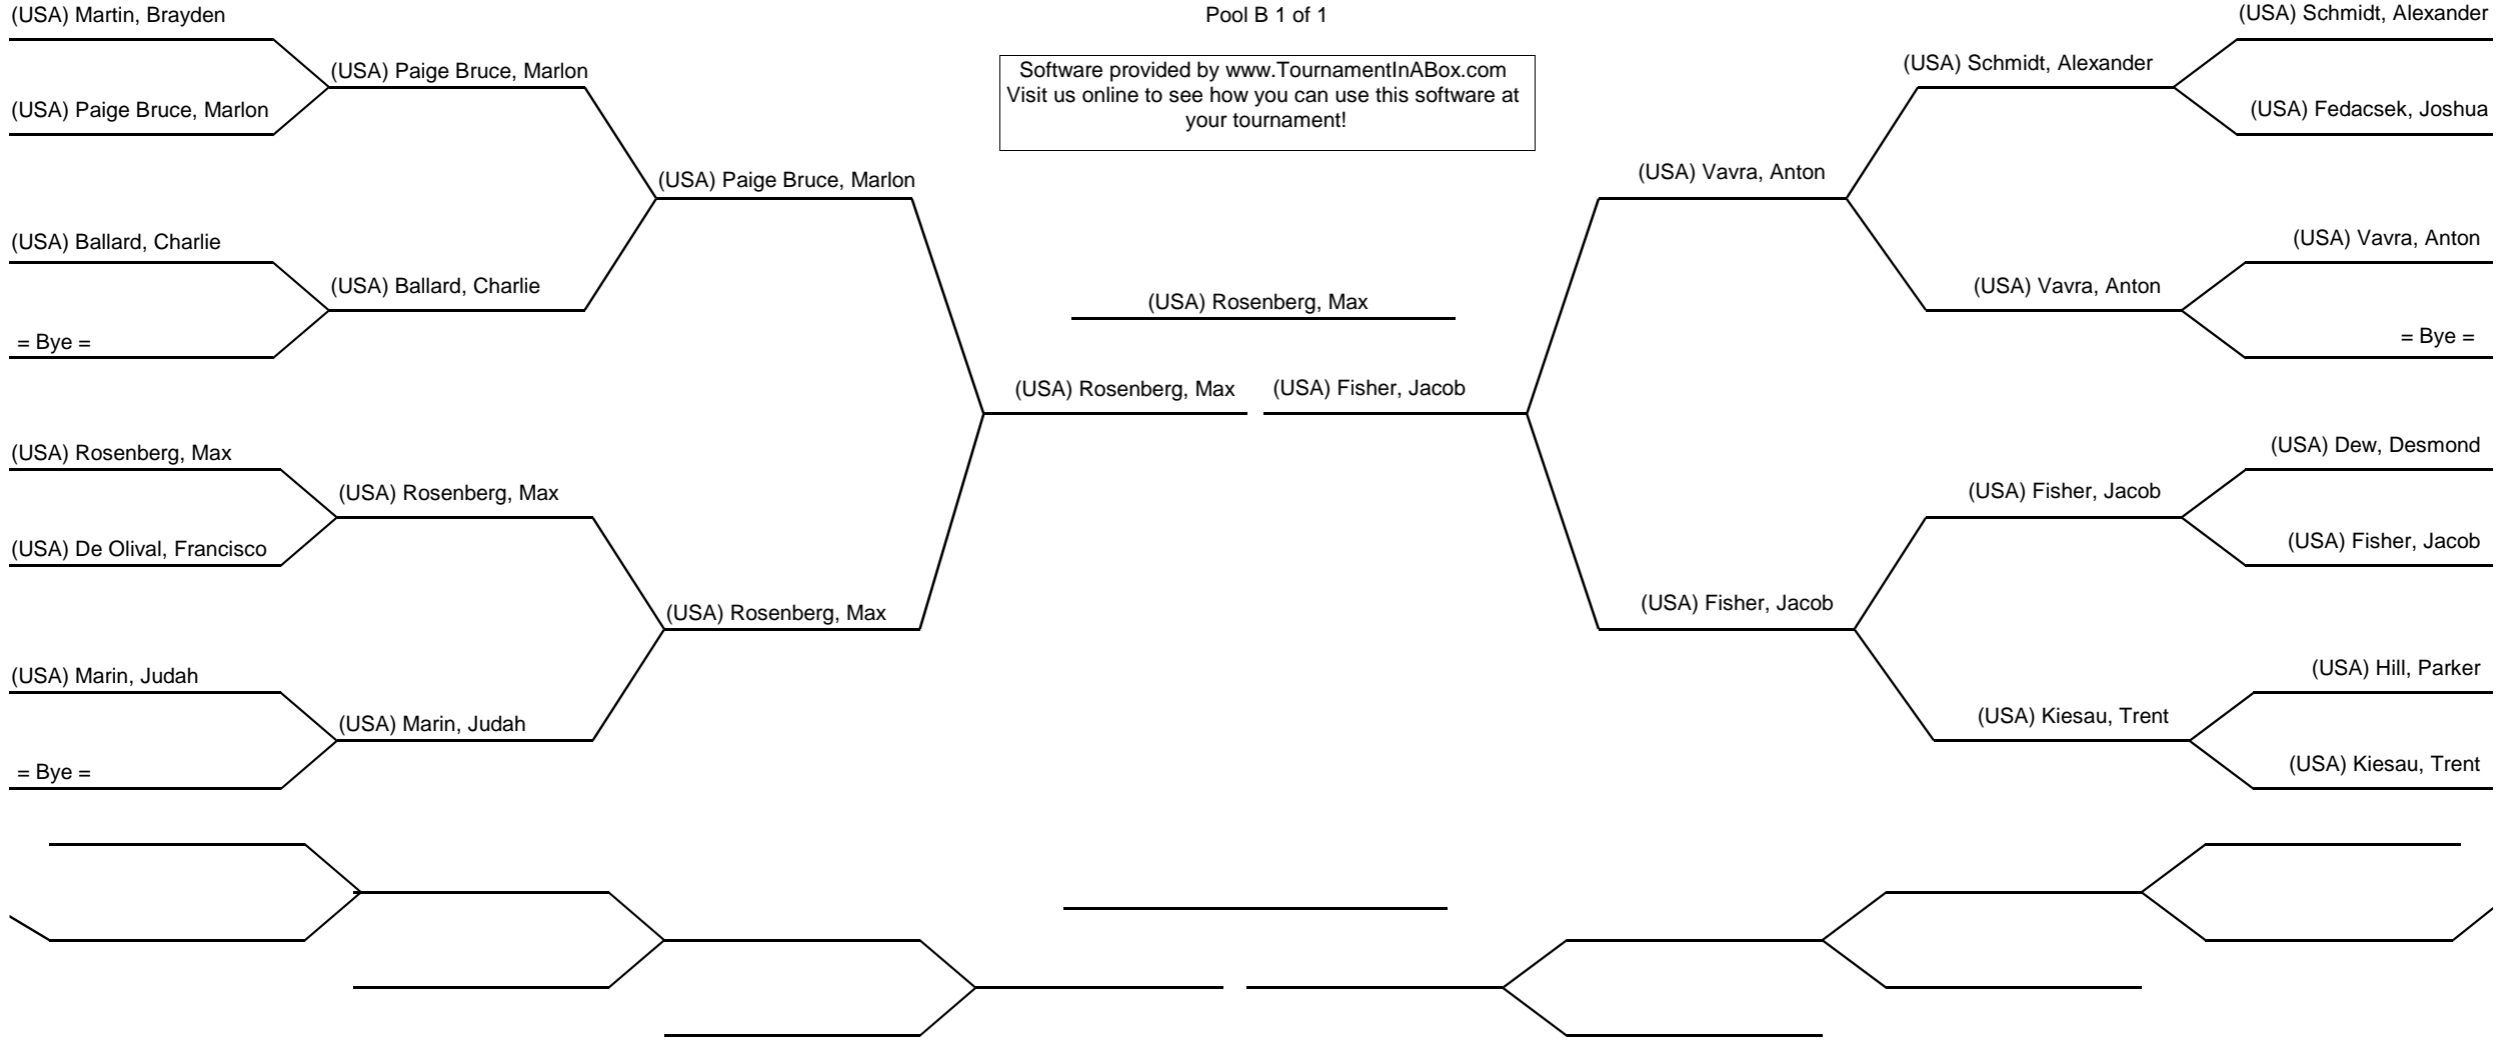 (USA) Martin, Brayden
Pool B 1 of 1
(USA) Schmidt, Alexander
(USA) Paige Bruce, Marlon
Software provided by www.TournamentInABox.com
Visit us online to see how you can use this software at
your tournament!
(USA) Schmidt, Alexander
(USA) Paige Bruce, Marlon
(USA) Fedacsek, Joshua
(USA) Paige Bruce, Marlon
(USA) Vavra, Anton
(USA) Ballard, Charlie
(USA) Vavra, Anton
(USA) Ballard, Charlie
(USA) Vavra, Anton
(USA) Rosenberg, Max
= Bye =
= Bye =
(USA) Rosenberg, Max
(USA) Fisher, Jacob
(USA) Rosenberg, Max
(USA) Dew, Desmond
(USA) Rosenberg, Max
(USA) Fisher, Jacob
(USA) De Olival, Francisco
(USA) Fisher, Jacob
(USA) Rosenberg, Max
(USA) Fisher, Jacob
(USA) Marin, Judah
(USA) Hill, Parker
(USA) Marin, Judah
(USA) Kiesau, Trent
= Bye =
(USA) Kiesau, Trent